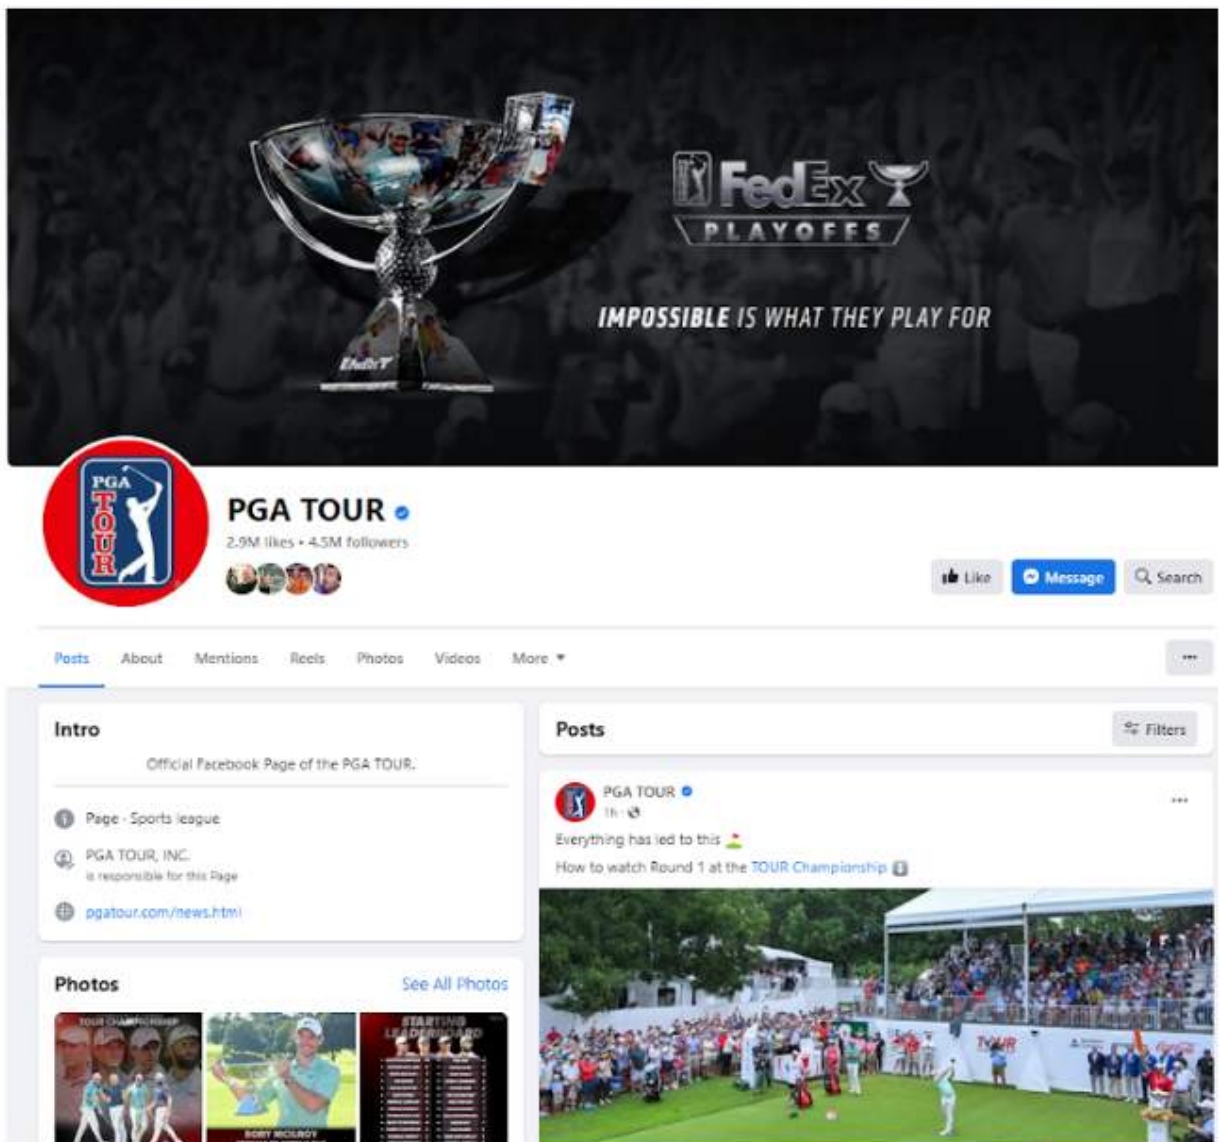 FedEx
PLAYOFFS
IMPOSSIBLE IS WHAT THEY PLAY FOR
PGA
TOUR
PGA TOUR
2.9M likes • 4.5M followers
Like
Message
Search
Posts
About
Mentions
Reels
Photos
Videos
More
Intro
Official Facebook Page of the PGA TOUR.
Page · Sports league
PGA TOUR, INC.
is responsible for this Page
pgatour.com/news.html
Photos
See All Photos
TOUR CHAMPIONSHIP
RORY MCILROY
STARTING
LEADERBOARD
Posts
Filters
PGA TOUR
1h ·
Everything has led to this
How to watch Round 1 at the TOUR Championship
TOUR
Coca-Cola